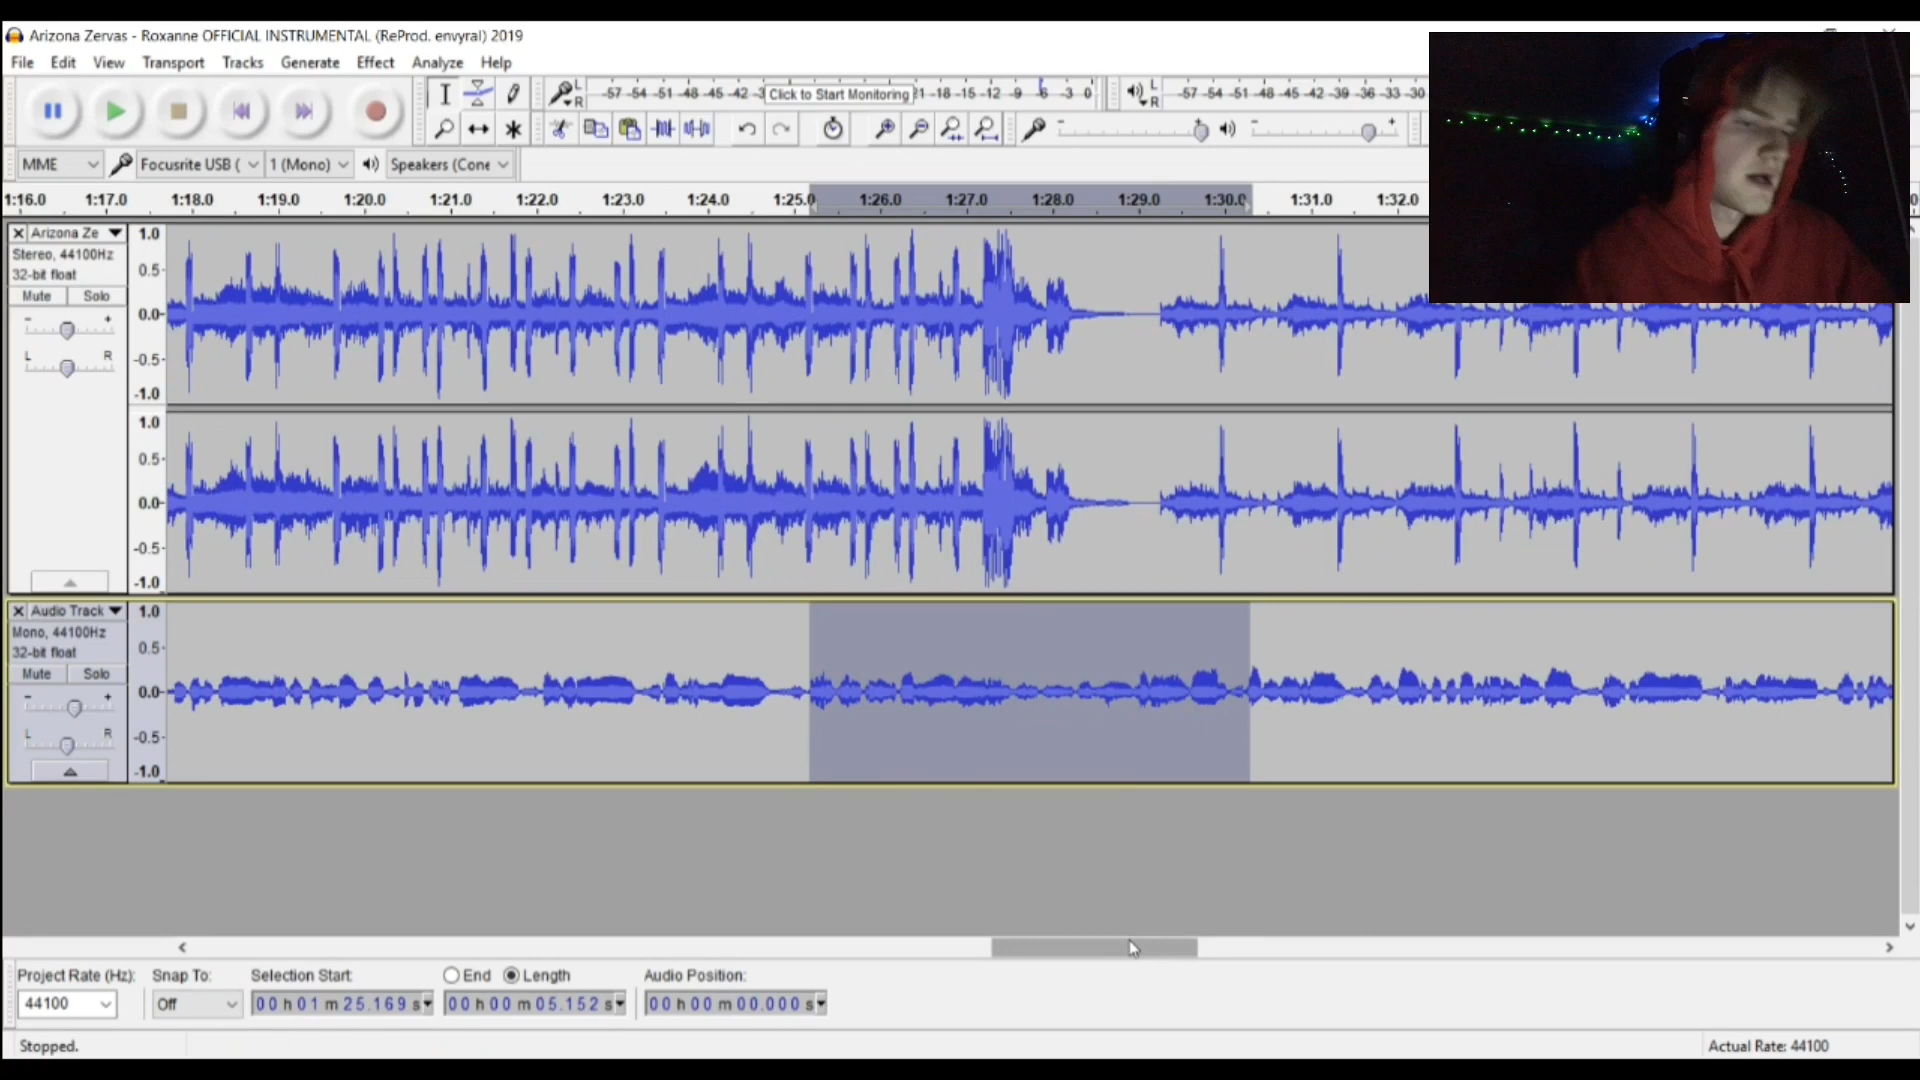 Arizona Zervas - Roxanne OFFICIAL INSTRUMENTAL (ReProd. envyral) 2019
File Edit View Transport Tracks Generate Effect Analyze Help
L
R
-57 -54 -51 -48 -45 -42 -3 Click to Start Monitoring 21 -18 -15 -12 -9 -6 -3 0
L
R
-57 -54 -51 -48 -45 -42 -39 -36 -33 -30
MME Focusrite USB ( 1 (Mono) Speakers (Cone
1:16.0 1:17.0 1:18.0 1:19.0 1:20.0 1:21.0 1:22.0 1:23.0 1:24.0 1:25.0 1:26.0 1:27.0 1:28.0 1:29.0 1:30.0 1:31.0 1:32.0
Arizona Ze
Stereo, 44100Hz
32-bit float
Mute Solo
- +
L R
1.0
0.5
0.0
-0.5
-1.0
1.0
0.5
0.0
-0.5
-1.0
Audio Track
Mono, 44100Hz
32-bit float
Mute Solo
- +
L R
1.0
0.5
0.0
-0.5
-1.0
Project Rate (Hz): Snap To: Selection Start: End Length Audio Position:
44100 Off 00 h 01 m 25.169 s 00 h 00 m 05.152 s 00 h 00 m 00.000 s
Stopped. Actual Rate: 44100